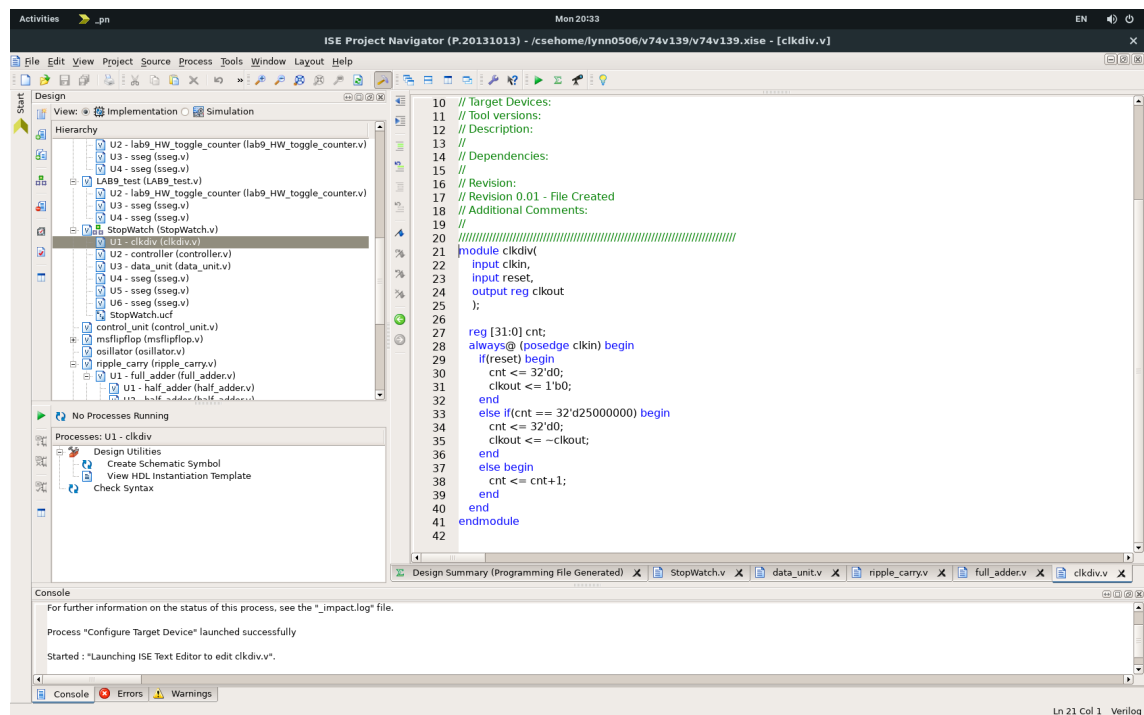 Activities _pn Mon 20:33 EN
ISE Project Navigator (P.20131013) - /csehome/lynn0506/v74v139/v74v139.xise - [clkdiv.v]
File Edit View Project Source Process Tools Window Layout Help
Start
Design
View: Implementation Simulation
Hierarchy
U2 - lab9_HW_toggle_counter (lab9_HW_toggle_counter.v)
U3 - sseg (sseg.v)
U4 - sseg (sseg.v)
LAB9_test (LAB9_test.v)
U2 - lab9_HW_toggle_counter (lab9_HW_toggle_counter.v)
U3 - sseg (sseg.v)
U4 - sseg (sseg.v)
StopWatch (StopWatch.v)
U1 - clkdiv (clkdiv.v)
U2 - controller (controller.v)
U3 - data_unit (data_unit.v)
U4 - sseg (sseg.v)
U5 - sseg (sseg.v)
U6 - sseg (sseg.v)
StopWatch.ucf
control_unit (control_unit.v)
msflipflop (msflipflop.v)
osillator (osillator.v)
ripple_carry (ripple_carry.v)
U1 - full_adder (full_adder.v)
U1 - half_adder (half_adder.v)
U2 - half_adder (half_adder.v)
No Processes Running
Processes: U1 - clkdiv
Design Utilities
Create Schematic Symbol
View HDL Instantiation Template
Check Syntax
10 // Target Devices:
11 // Tool versions:
12 // Description:
13 //
14 // Dependencies:
15 //
16 // Revision:
17 // Revision 0.01 - File Created
18 // Additional Comments:
19 //
20 //////////////////////////////////////////////////////////////////////////////////
21 module clkdiv(
22 input clkin,
23 input reset,
24 output reg clkout
25 );
26
27 reg [31:0] cnt;
28 always@ (posedge clkin) begin
29 if(reset) begin
30 cnt <= 32'd0;
31 clkout <= 1'b0;
32 end
33 else if(cnt == 32'd25000000) begin
34 cnt <= 32'd0;
35 clkout <= ~clkout;
36 end
37 else begin
38 cnt <= cnt+1;
39 end
40 end
41 endmodule
42
Design Summary (Programming File Generated) StopWatch.v data_unit.v ripple_carry.v full_adder.v clkdiv.v
Console
For further information on the status of this process, see the "_impact.log" file.
Process "Configure Target Device" launched successfully
Started : "Launching ISE Text Editor to edit clkdiv.v".
Console Errors Warnings
Ln 21 Col 1 Verilog